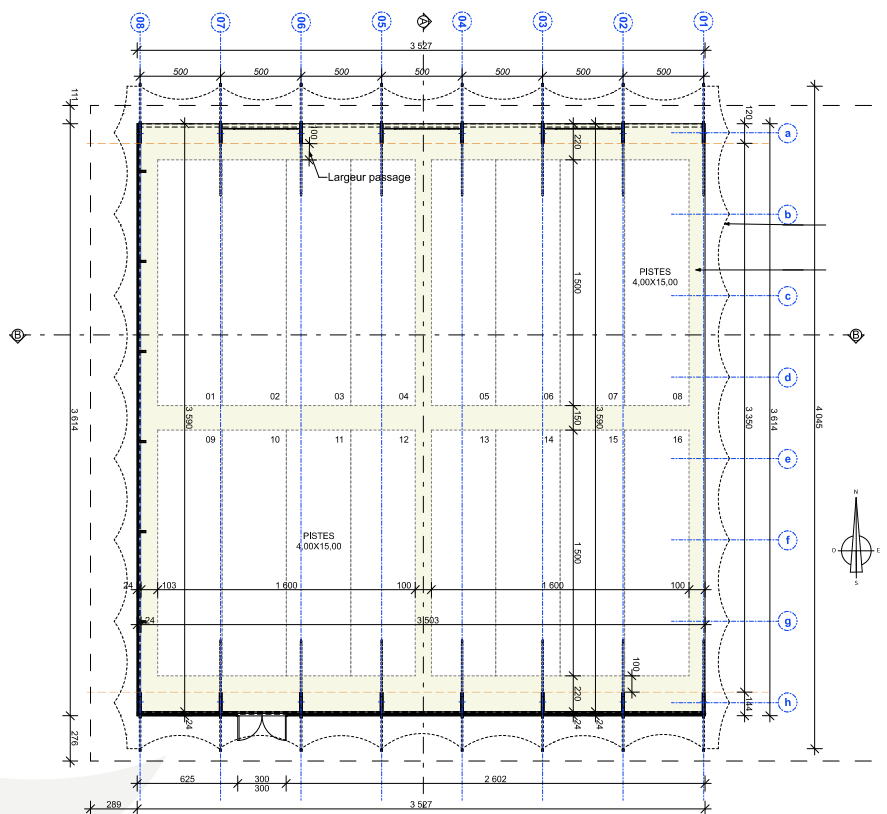 08 07 06 05 A 04 03 02 01
3 527
500 500 500 500 500 500 500
111
120
100
220
a
Largeur passage
b
PISTES
4,00X15,00
1 500
c
B B
d
01 02 03 04 05 06 07 08
3 614
3 590
150
3 590
3 350
3 614
4 045
09 10 11 12 13 14 15 16
e
N
PISTES
4,00X15,00
1 500
f
O E
S
24 103 1 600 100 1 600 100
24 3 503
g
100
220
144
h
24 24 24
276
625 300 2 602
300
289 3 527